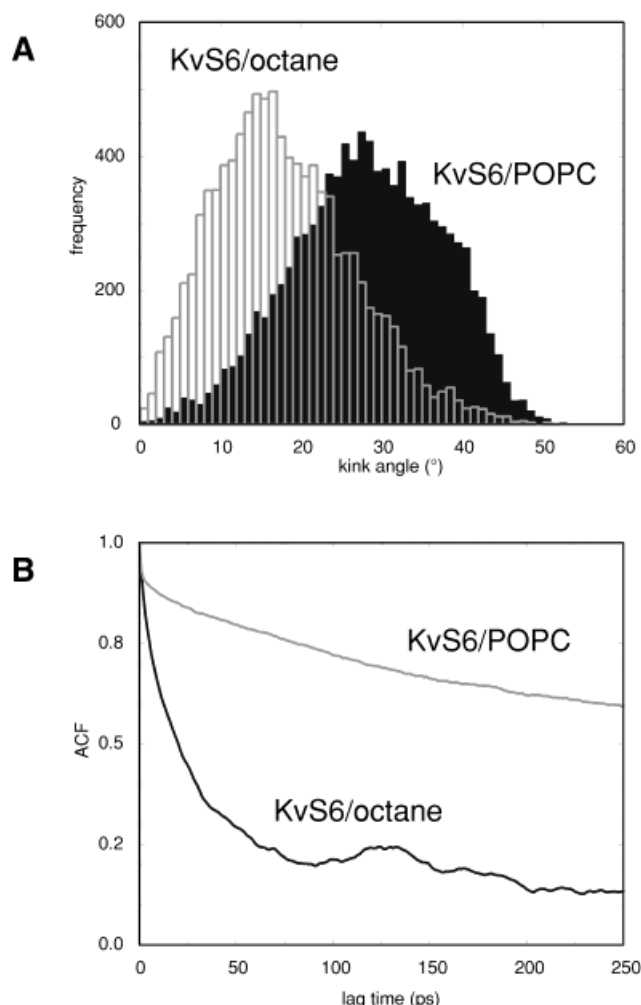 A
600
KvS6/octane
400
KvS6/POPC
frequency
200
0
0 10 20 30 40 50 60
kink angle (°)
B
1.0
0.8
KvS6/POPC
ACF
0.5
KvS6/octane
0.2
0.0
0 50 100 150 200 250
lag time (ps)